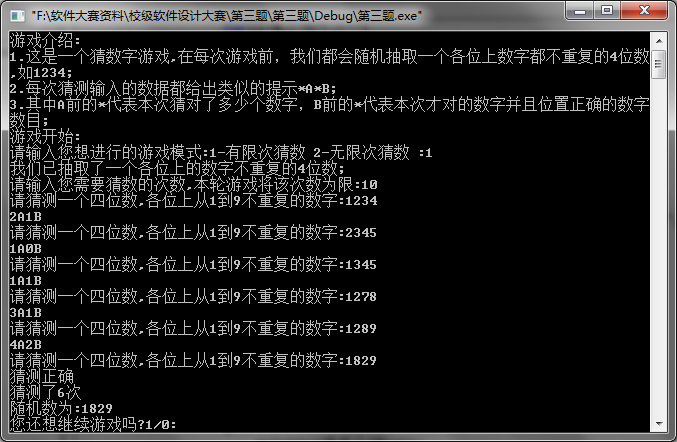 "F:\软件大赛资料\校级软件设计大赛\第三题\第三题\Debug\第三题.exe"
游戏介绍:
1.这是一个猜数字游戏,在每次游戏前，我们都会随机抽取一个各位上数字都不重复的4位数
,如1234;
2.每次猜测输入的数据都给出类似的提示*A*B;
3.其中A前的*代表本次猜对了多少个数字，B前的*代表本次才对的数字并且位置正确的数字
数目;
游戏开始:
请输入您想进行的游戏模式:1-有限次猜数 2-无限次猜数 :1
我们已抽取了一个各位上的数字不重复的4位数;
请输入您需要猜数的次数,本轮游戏将该次数为限:10
请猜测一个四位数,各位上从1到9不重复的数字:1234
2A1B
请猜测一个四位数,各位上从1到9不重复的数字:2345
1A0B
请猜测一个四位数,各位上从1到9不重复的数字:1345
1A1B
请猜测一个四位数,各位上从1到9不重复的数字:1278
3A1B
请猜测一个四位数,各位上从1到9不重复的数字:1289
4A2B
请猜测一个四位数,各位上从1到9不重复的数字:1829
猜测正确
猜测了6次
随机数为:1829
您还想继续游戏吗?1/0: